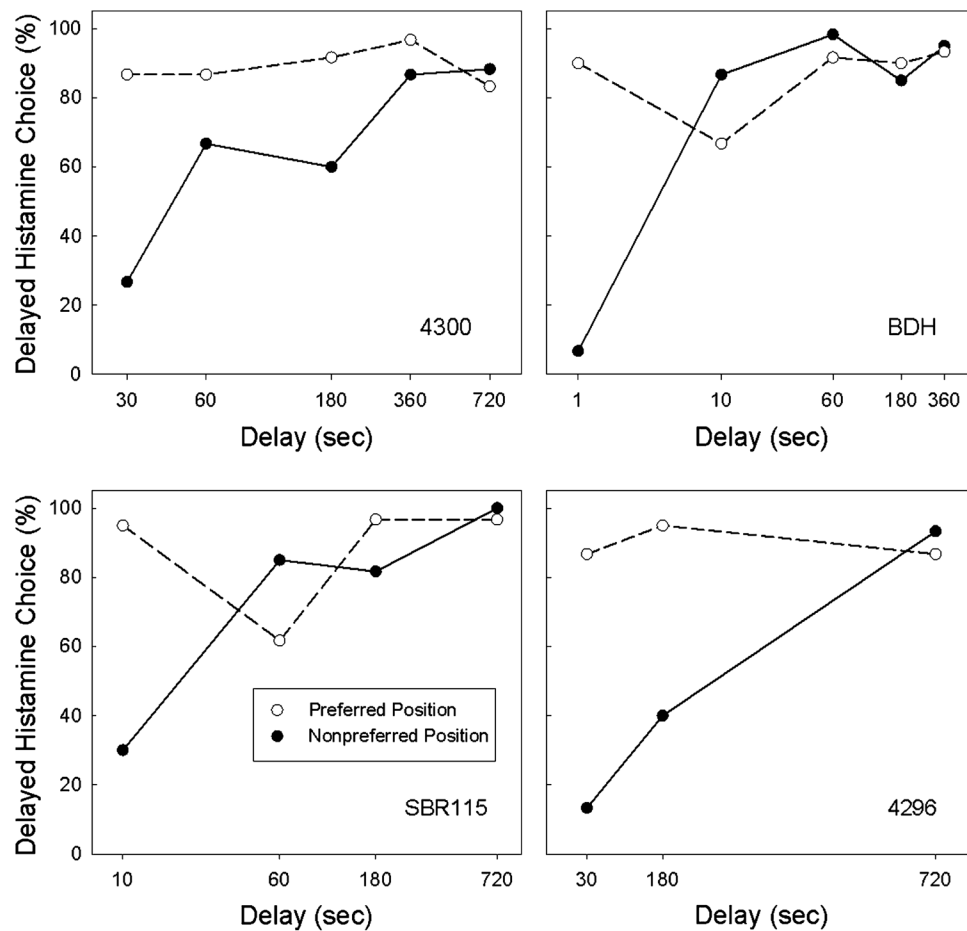 Delayed Histamine Choice (%)
100
80
60
40
20
0
4300
30 60 180 360 720
Delay (sec)
BDH
1 10 60 180 360
Delay (sec)
Delayed Histamine Choice (%)
100
80
60
40
20
0
Preferred Position
Nonpreferred Position
SBR115
10 60 180 720
Delay (sec)
4296
30 180 720
Delay (sec)